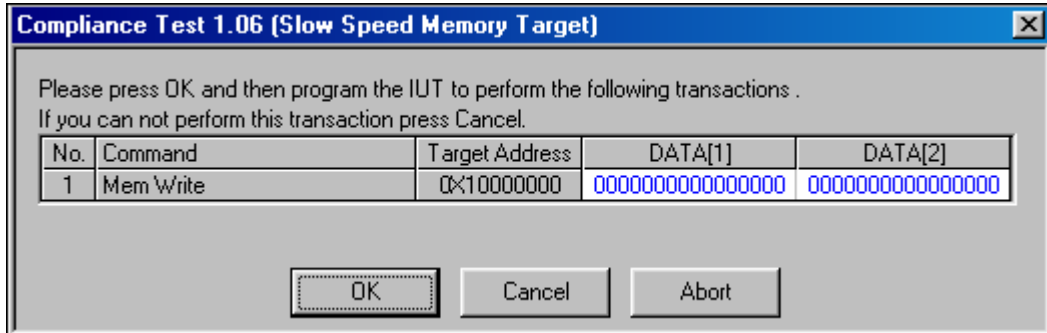 Compliance Test 1.06 (Slow Speed Memory Target)
Please press OK and then program the IUT to perform the following transactions .
If you can not perform this transaction press Cancel.
No. Command Target Address DATA[1] DATA[2]
1 Mem Write 0X10000000 0000000000000000 0000000000000000
OK Cancel Abort